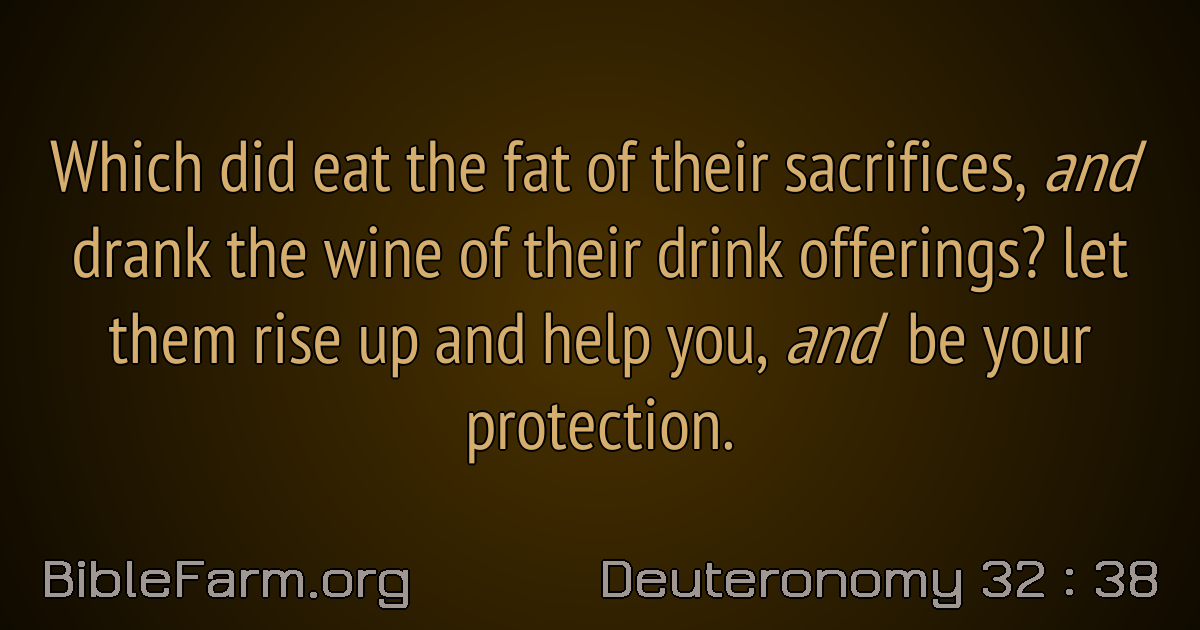 Which did eat the fat of their sacrifices, and
drank the wine of their drink offerings? let
them rise up and help you, and be your
protection.
BibleFarm.org
Deuteronomy 32 : 38